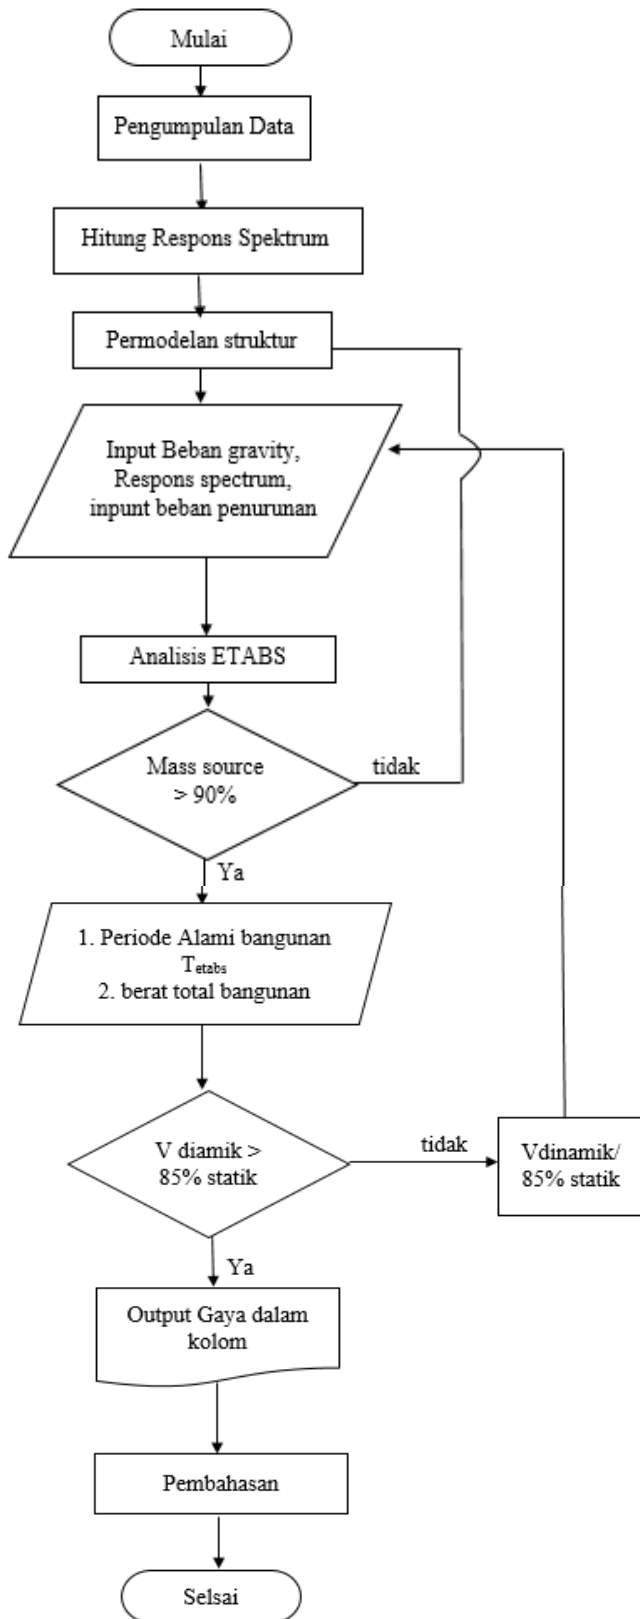 Mulai
Pengumpulan Data
Hitung Respons Spektrum
Permodelan struktur
Input Beban gravity,
Respons spectrum,
inpunt beban penurunan
Analisis ETABS
Mass source
> 90%
tidak
Ya
1. Periode Alami bangunan
Tetabs
2. berat total bangunan
V diamik >
85% statik
tidak
Vdinamik/
85% statik
Ya
Output Gaya dalam
kolom
Pembahasan
Selsai